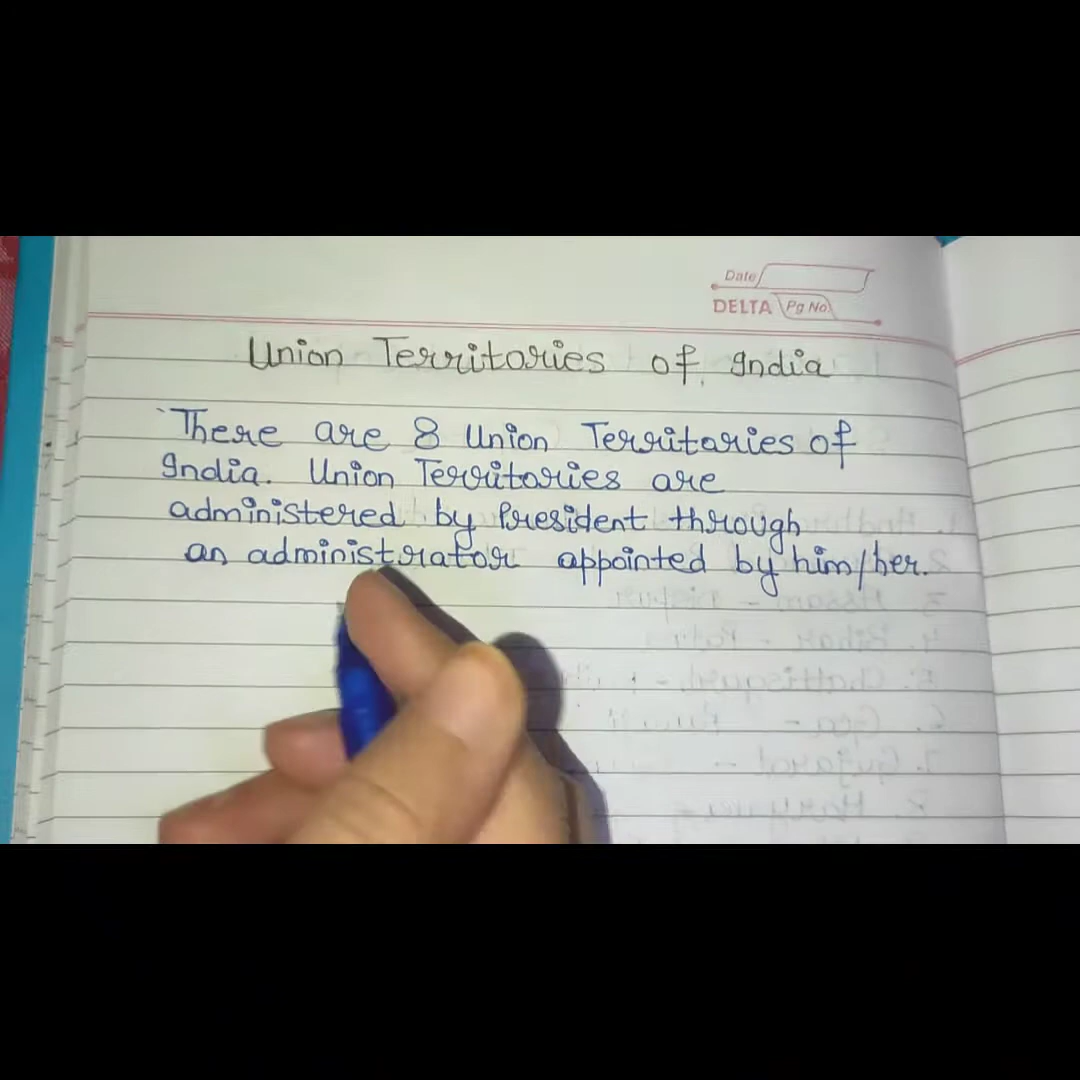 Date
DELTA Pg No.
Union Territories of India
There are 8 Union Territories of
India. Union Territories are
administered by President through
an administrator appointed by him/her.